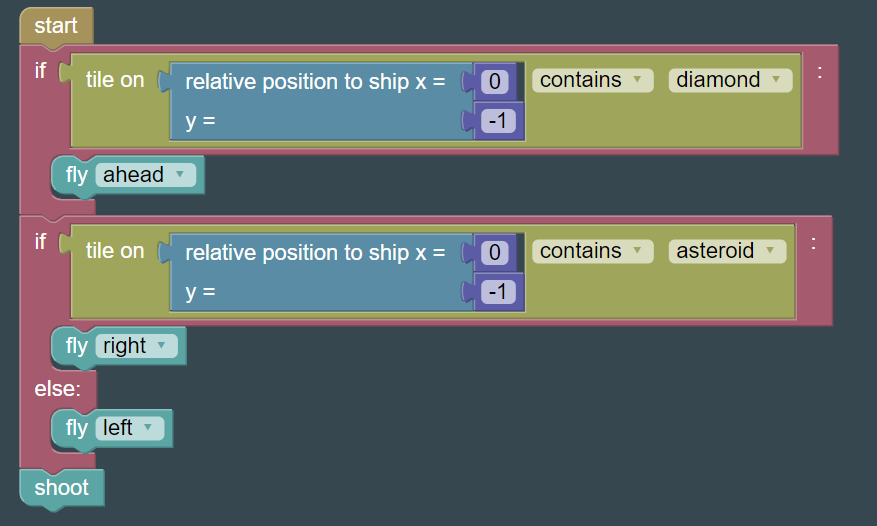 start
if tile on relative position to ship x = 0 contains diamond :
y = -1
fly ahead
if tile on relative position to ship x = 0 contains asteroid :
y = -1
fly right
else:
fly left
shoot